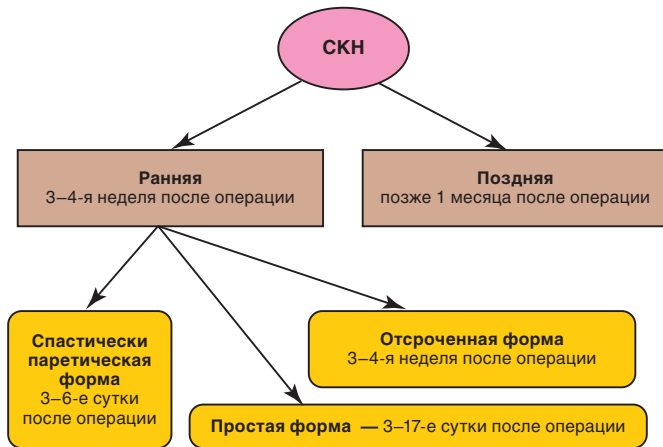 СКН
Ранняя
3–4-я неделя после операции
Поздняя
позже 1 месяца после операции
Спастически
паретическая
форма
3–6-е сутки
после операции
Отсроченная форма
3–4-я неделя после операции
Простая форма — 3–17-е сутки после операции